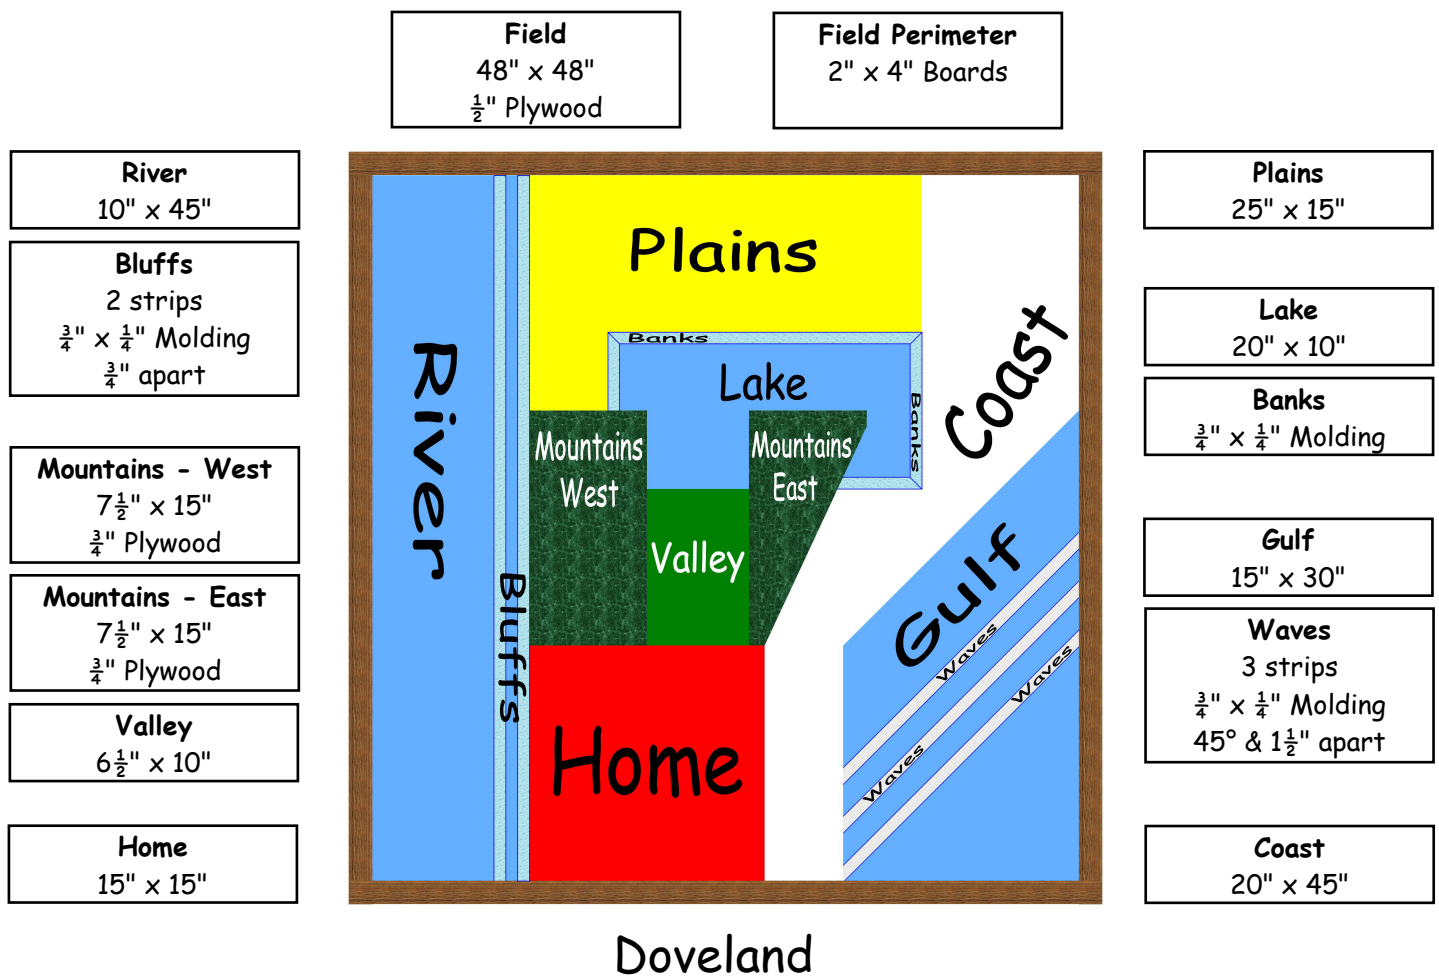 Field
48" x 48"
½" Plywood
Field Perimeter
2" x 4" Boards
River
10" x 45"
Bluffs
2 strips
¾" x ¼" Molding
¾" apart
Mountains - West
7½" x 15"
¾" Plywood
Mountains - East
7½" x 15"
¾" Plywood
Valley
6½" x 10"
Home
15" x 15"
River
Bluffs
Plains
Banks
Lake
Banks
Mountains
West
Mountains
East
Valley
Home
Coast
Gulf
Waves
Waves
Waves
Plains
25" x 15"
Lake
20" x 10"
Banks
¾" x ¼" Molding
Gulf
15" x 30"
Waves
3 strips
¾" x ¼" Molding
45° & 1½" apart
Coast
20" x 45"
Doveland